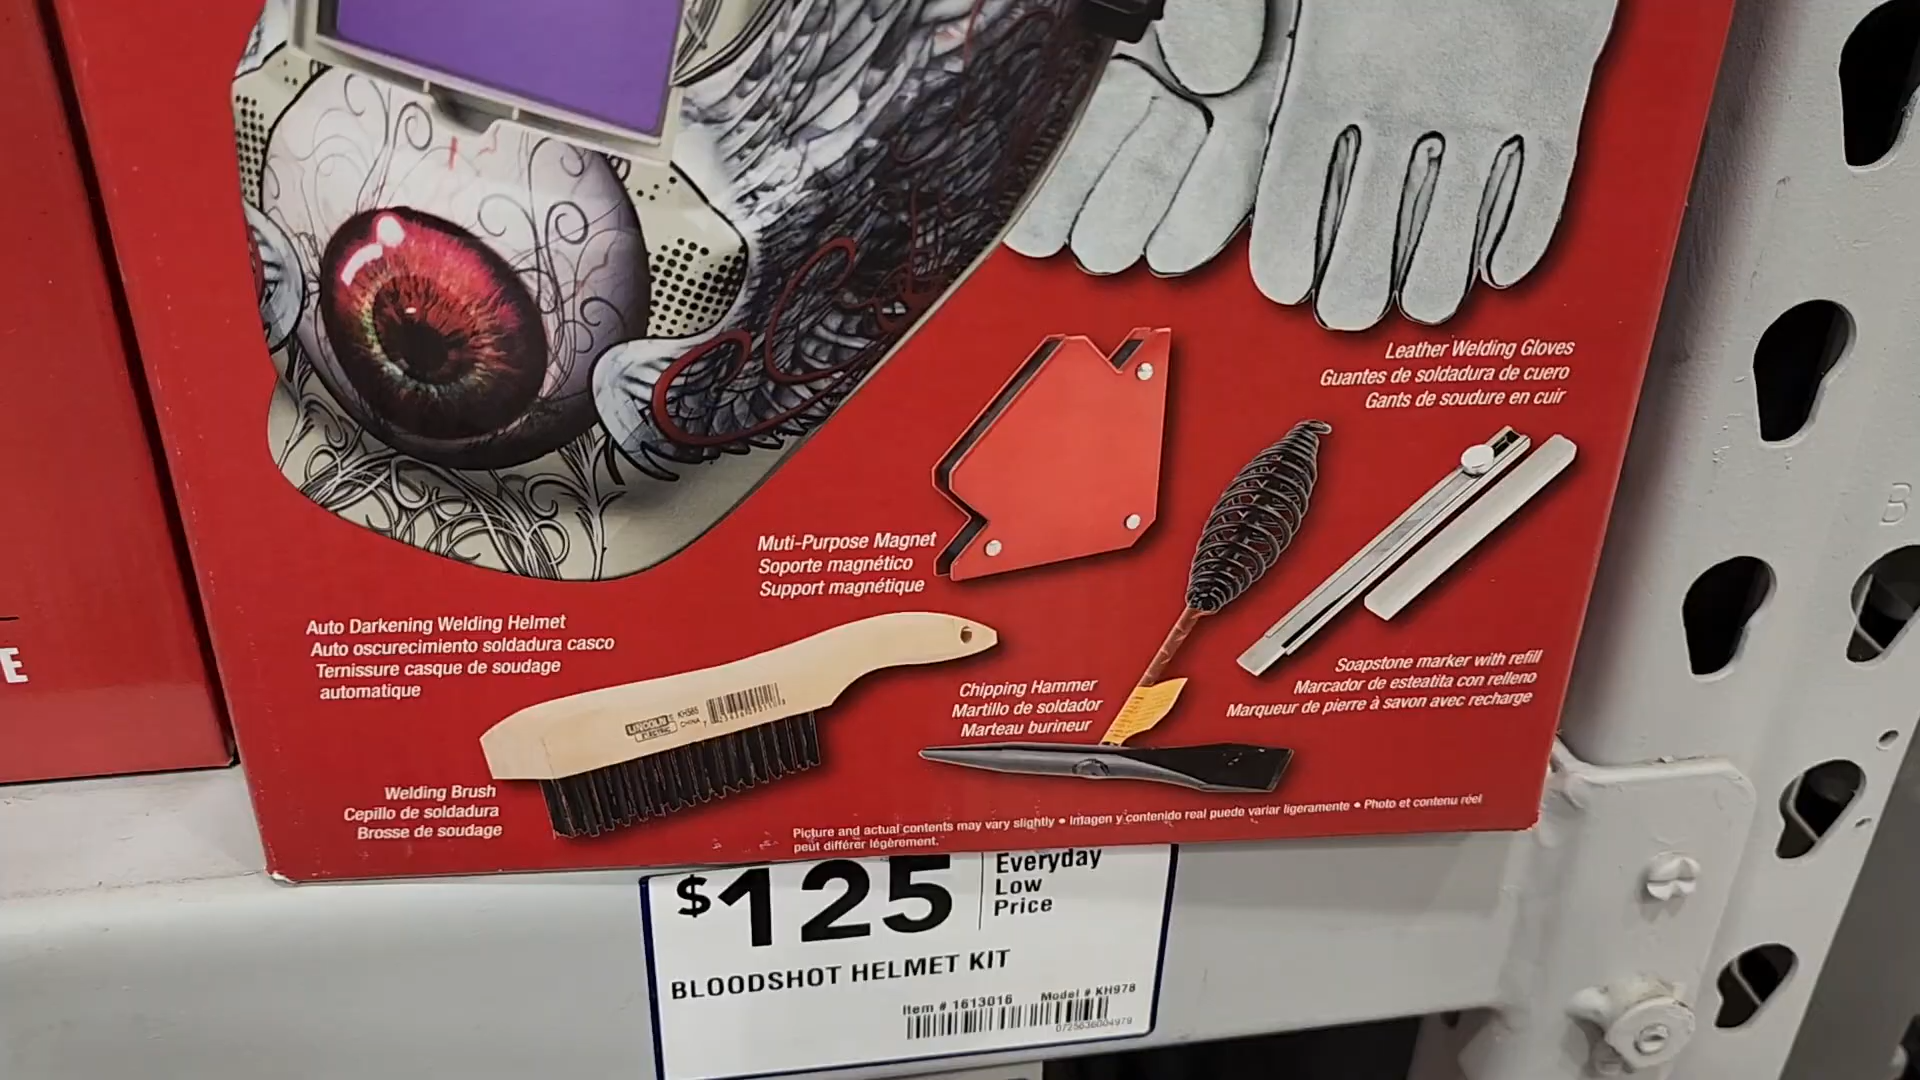 Leather Welding Gloves
Guantes de soldadura de cuero
Gants de soudure en cuir
Muti-Purpose Magnet
Soporte magnético
Support magnétique
Auto Darkening Welding Helmet
Auto oscurecimiento soldadura casco
Ternissure casque de soudage
automatique
E
Soapstone marker with refill
Marcador de esteatita con relleno
Marqueur de pierre à savon avec recharge
Chipping Hammer
Martillo de soldador
Marteau burineur
LINCOLN
ELECTRIC
KH585
CHINA
Welding Brush
Cepillo de soldadura
Brosse de soudage
Picture and actual contents may vary slightly • Imagen y contenido real puede variar ligeramente • Photo et contenu réel
peut différer légèrement.
$125
Everyday
Low
Price
BLOODSHOT HELMET KIT
Item # 1613016 Model # KH978
B